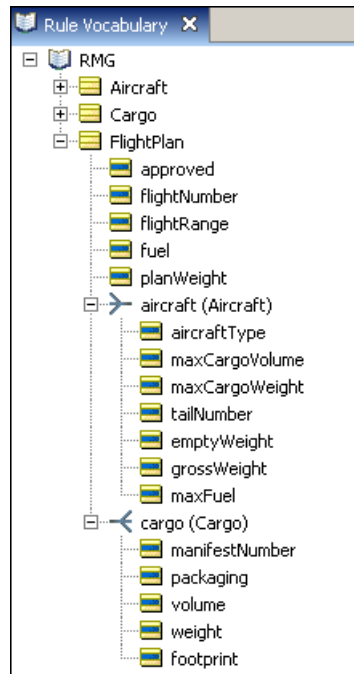 Rule Vocabulary
RMG
Aircraft
Cargo
FlightPlan
approved
flightNumber
flightRange
fuel
planWeight
aircraft (Aircraft)
aircraftType
maxCargoVolume
maxCargoWeight
tailNumber
emptyWeight
grossWeight
maxFuel
cargo (Cargo)
manifestNumber
packaging
volume
weight
footprint